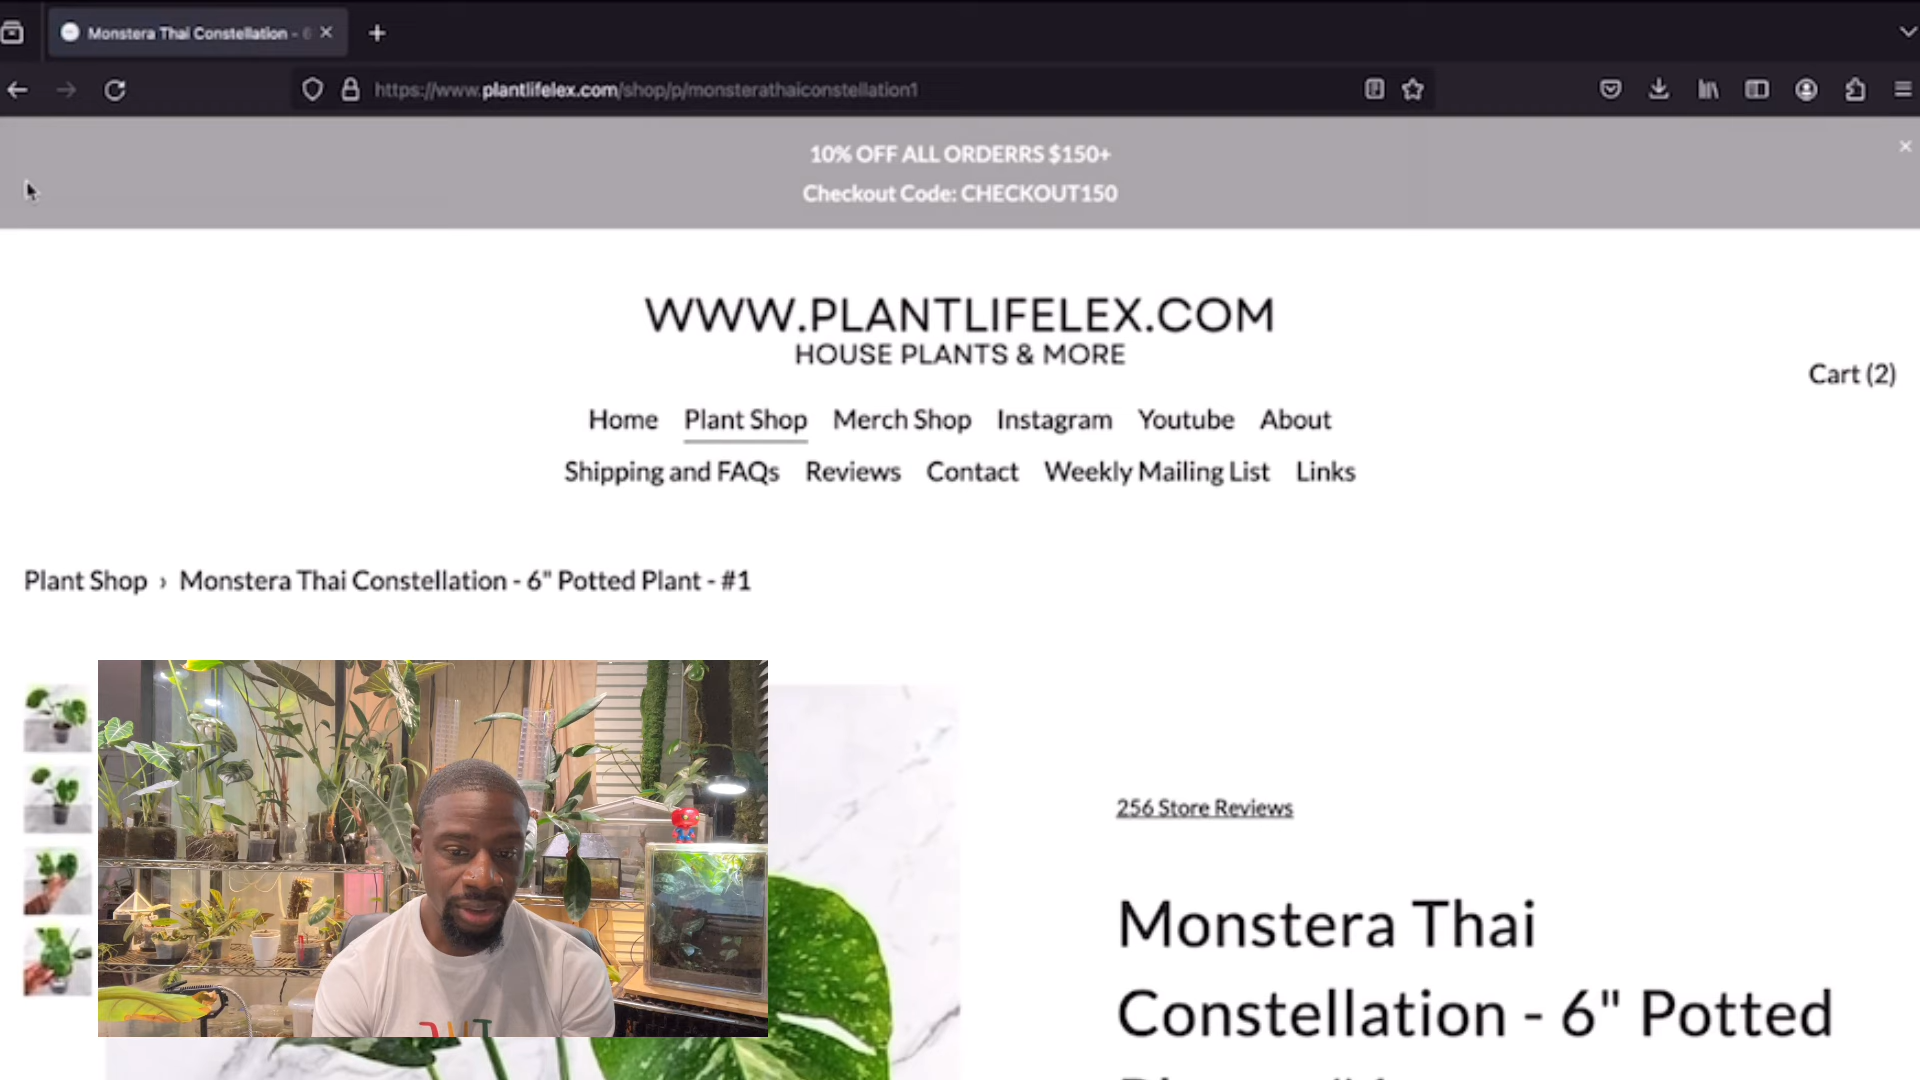 Monstera Thai Constellation - 6
https://www.plantlifelex.com/shop/p/monsterathaiconstellation1
10% OFF ALL ORDERRS $150+
Checkout Code: CHECKOUT150
WWW.PLANTLIFELEX.COM
HOUSE PLANTS & MORE
Cart (2)
Home Plant Shop Merch Shop Instagram Youtube About
Shipping and FAQs Reviews Contact Weekly Mailing List Links
Plant Shop › Monstera Thai Constellation - 6" Potted Plant - #1
256 Store Reviews
Monstera Thai
Constellation - 6" Potted